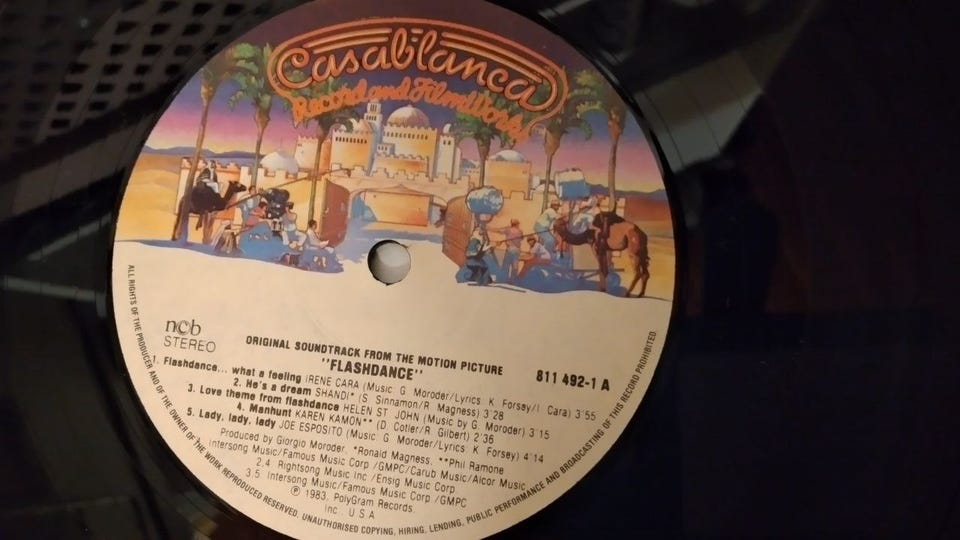 Casablanca
Record and FilmWorks
ncb
STEREO
ORIGINAL SOUNDTRACK FROM THE MOTION PICTURE
"FLASHDANCE"
811 492-1 A
1. Flashdance... what a feeling IRENE CARA (Music: G. Moroder/Lyrics: K. Forsey/I. Cara) 3'55
2. He's a dream SHANDI* (S. Sinnamon/R. Magness) 3'28
3. Love theme from flashdance HELEN ST. JOHN (Music by G. Moroder) 3'15
4. Manhunt KAREN KAMON** (D. Cotler/R. Gilbert) 2'36
5. Lady, lady, lady JOE ESPOSITO (Music: G. Moroder/Lyrics: K. Forsey) 4'14
Produced by Giorgio Moroder, *Ronald Magness, **Phil Ramone
Intersong Music/Famous Music Corp./GMPC/Carub Music/Alcor Music
2.4. Rightsong Music Inc./Ensig Music Corp.
3.5. Intersong Music/Famous Music Corp./GMPC
℗ 1983, PolyGram Records.
Inc., U.S.A.
ALL RIGHTS OF THE PRODUCER AND OF THE OWNER OF THE WORK REPRODUCED RESERVED. UNAUTHORISED COPYING, HIRING, LENDING, PUBLIC PERFORMANCE AND BROADCASTING OF THIS RECORD PROHIBITED.